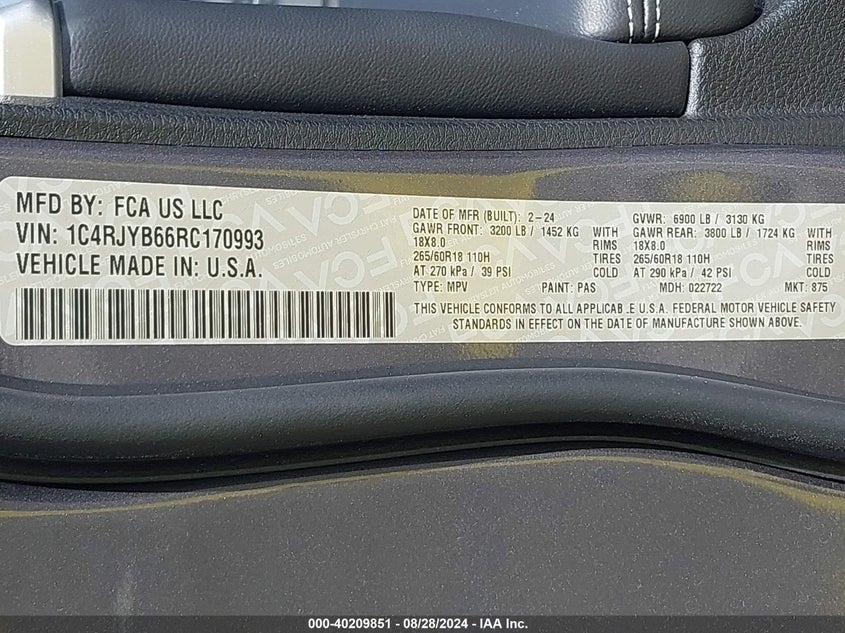 MFD BY: FCA US LLC
VIN: 1C4RJYB66RC170993
VEHICLE MADE IN: U.S.A.
DATE OF MFR (BUILT): 2-24 GVWR: 6900 LB / 3130 KG
GAWR FRONT: 3200 LB / 1452 KG WITH GAWR REAR: 3800 LB / 1724 KG WITH
18X8.0 RIMS 18X8.0 RIMS
265/60R18 110H TIRES 265/60R18 110H TIRES
AT 270 kPa / 39 PSI COLD AT 290 kPa / 42 PSI COLD
TYPE: MPV PAINT: PAS MDH: 022722 MKT: 875
THIS VEHICLE CONFORMS TO ALL APPLICABLE U.S.A. FEDERAL MOTOR VEHICLE SAFETY
STANDARDS IN EFFECT ON THE DATE OF MANUFACTURE SHOWN ABOVE.
000-40209851 - 08/28/2024 - IAA Inc.